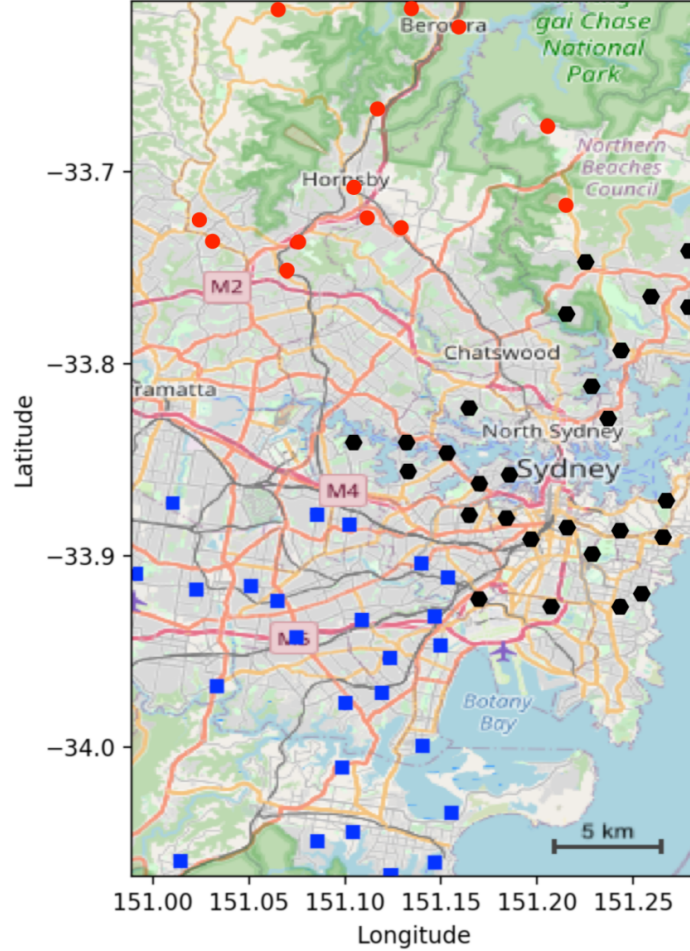 Berowra
gai Chase
National
Park
−33.7
Hornsby
Northern
Beaches
Council
M2
−33.8
Chatswood
ramatta
North Sydney
Sydney
M4
Latitude
−33.9
M5
Botany
Bay
−34.0
5 km
151.00 151.05 151.10 151.15 151.20 151.25
Longitude